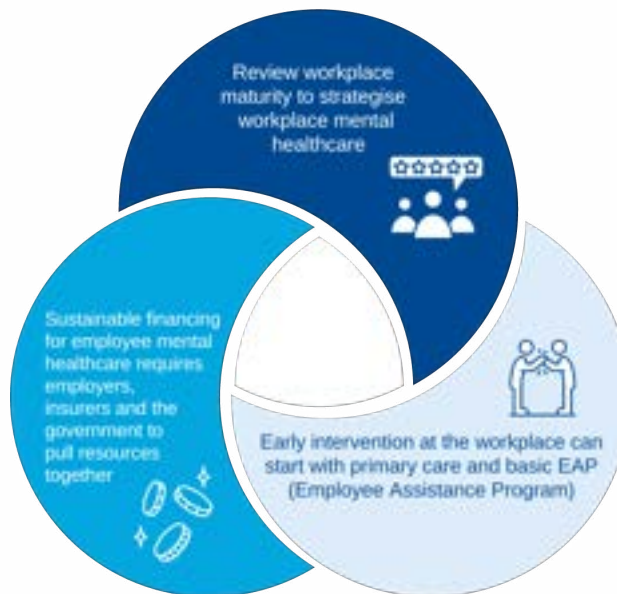 Review workplace
maturity to strategise
workplace mental
healthcare
Sustainable financing
for employee mental
healthcare requires
employers,
insurers and the
government to
pull resources
together
Early intervention at the workplace can
start with primary care and basic EAP
(Employee Assistance Program)